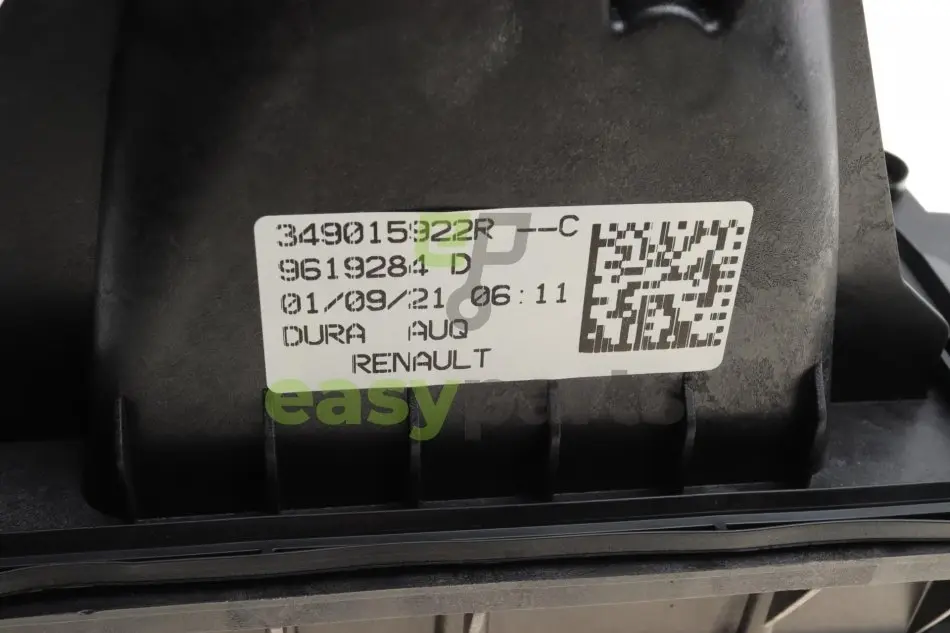 349015922R --C
9619284 D
01/09/21 06:11
DURA AUQ
RENAULT
easyparts